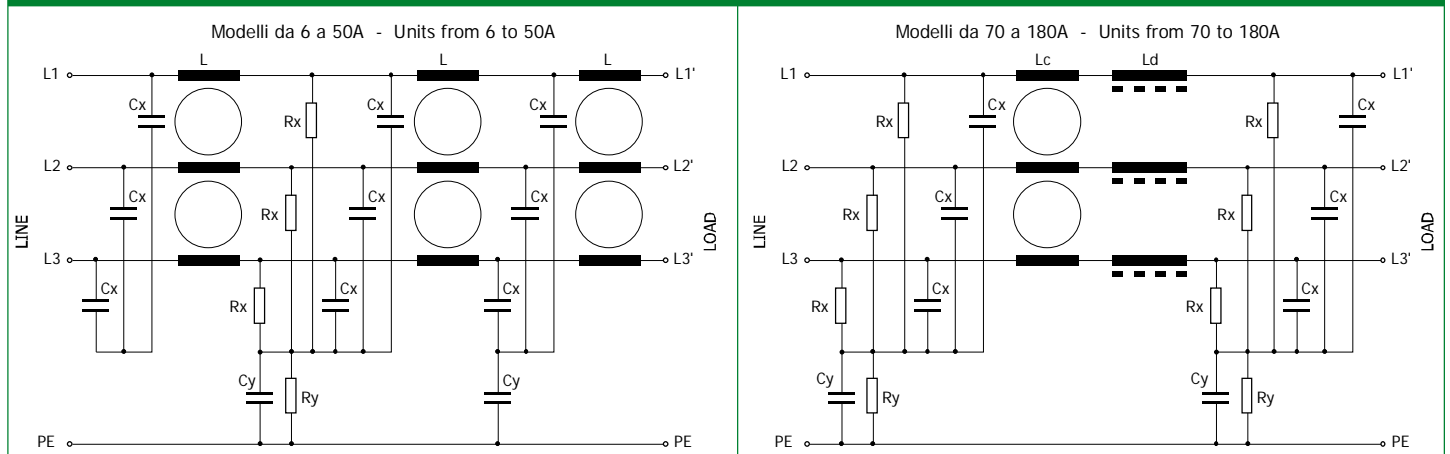 Modelli da 6 a 50A - Units from 6 to 50A
L L L
L1 L1'
Cx Cx Cx
Rx
L2 L2'
Cx Cx Cx
Rx
LINE LOAD
L3 L3'
Cx Cx Cx
Rx
Cy Ry Cy
PE PE
Modelli da 70 a 180A - Units from 70 to 180A
Lc Ld
L1 L1'
Rx Cx Rx Cx
L2 L2'
Rx Cx Rx Cx
LINE LOAD
L3 L3'
Rx Cx Rx Cx
Cy Ry Cy Ry
PE PE